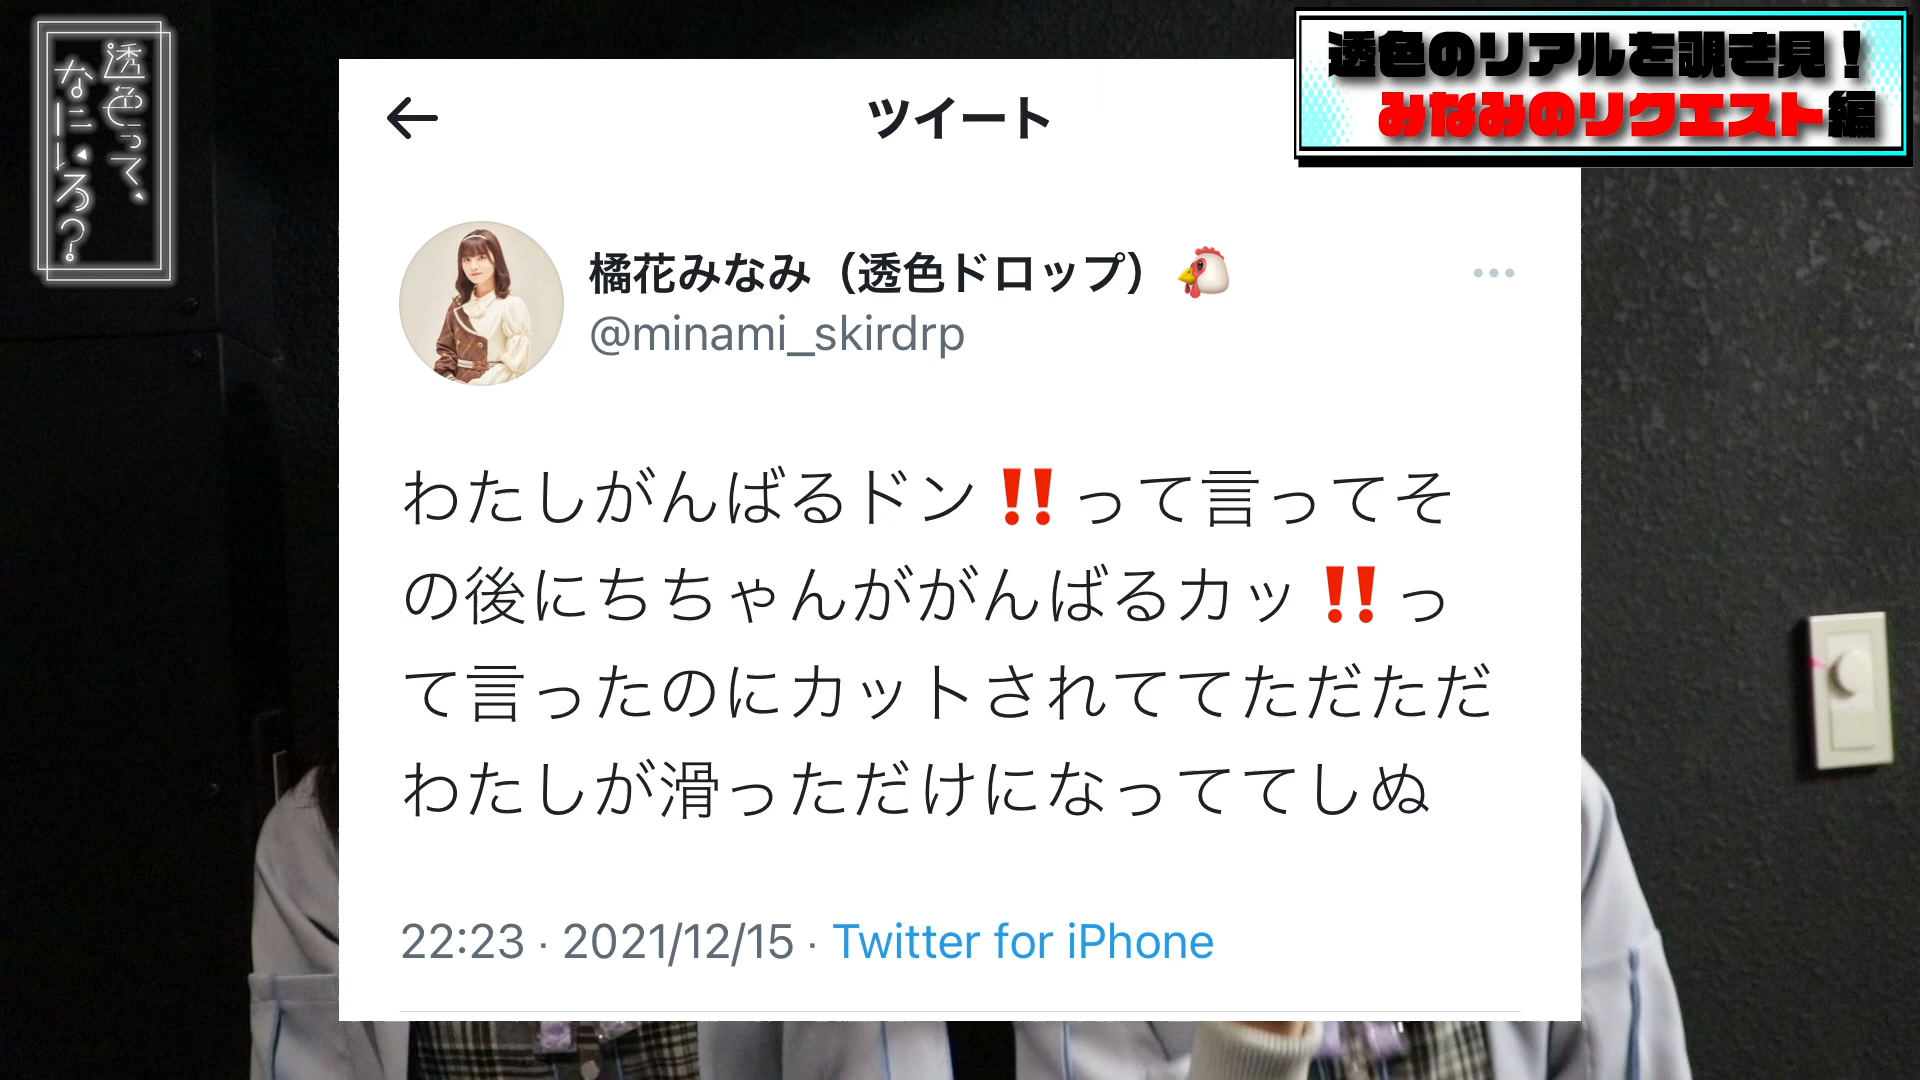 透色って、
なにいろ?
透色のリアルを覗き見!
みなみのリクエスト編
ツイート
橘花みなみ（透色ドロップ）🐔
@minami_skirdrp
わたしがんばるドン‼️って言ってそ
の後にちちゃんががんばるカッ‼️っ
て言ったのにカットされててただただ
わたしが滑っただけになっててしぬ
22:23 · 2021/12/15 · Twitter for iPhone